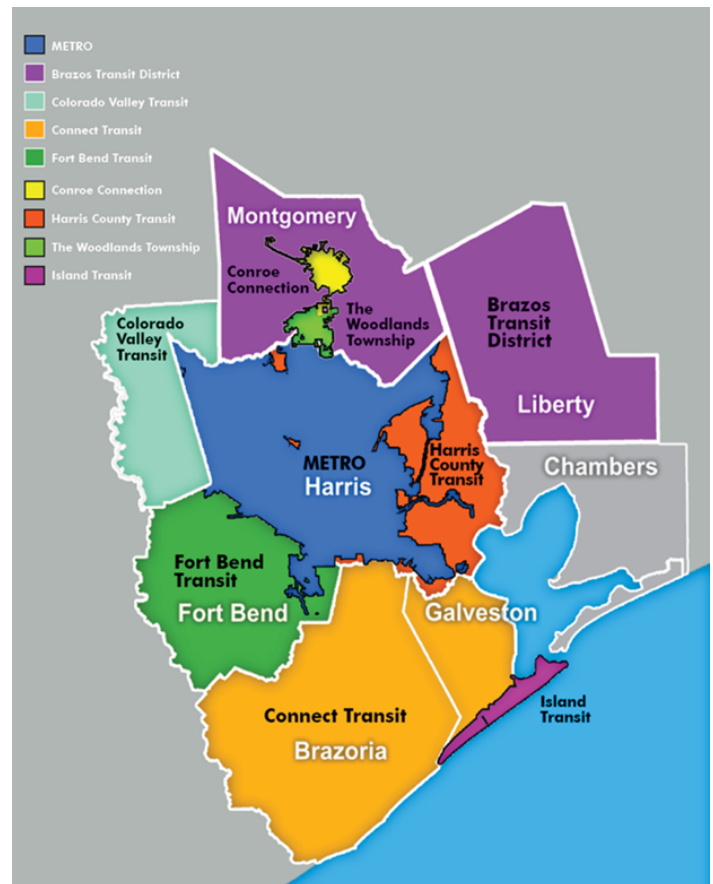 METRO
Brazos Transit District
Colorado Valley Transit
Connect Transit
Fort Bend Transit
Conroe Connection
Harris County Transit
The Woodlands Township
Island Transit
Montgomery
Conroe
Connection
The
Woodlands
Township
Brazos
Transit
District
Liberty
Colorado
Valley
Transit
METRO
Harris
Harris
County
Transit
Chambers
Fort Bend
Transit
Fort Bend
Galveston
Island
Transit
Connect Transit
Brazoria